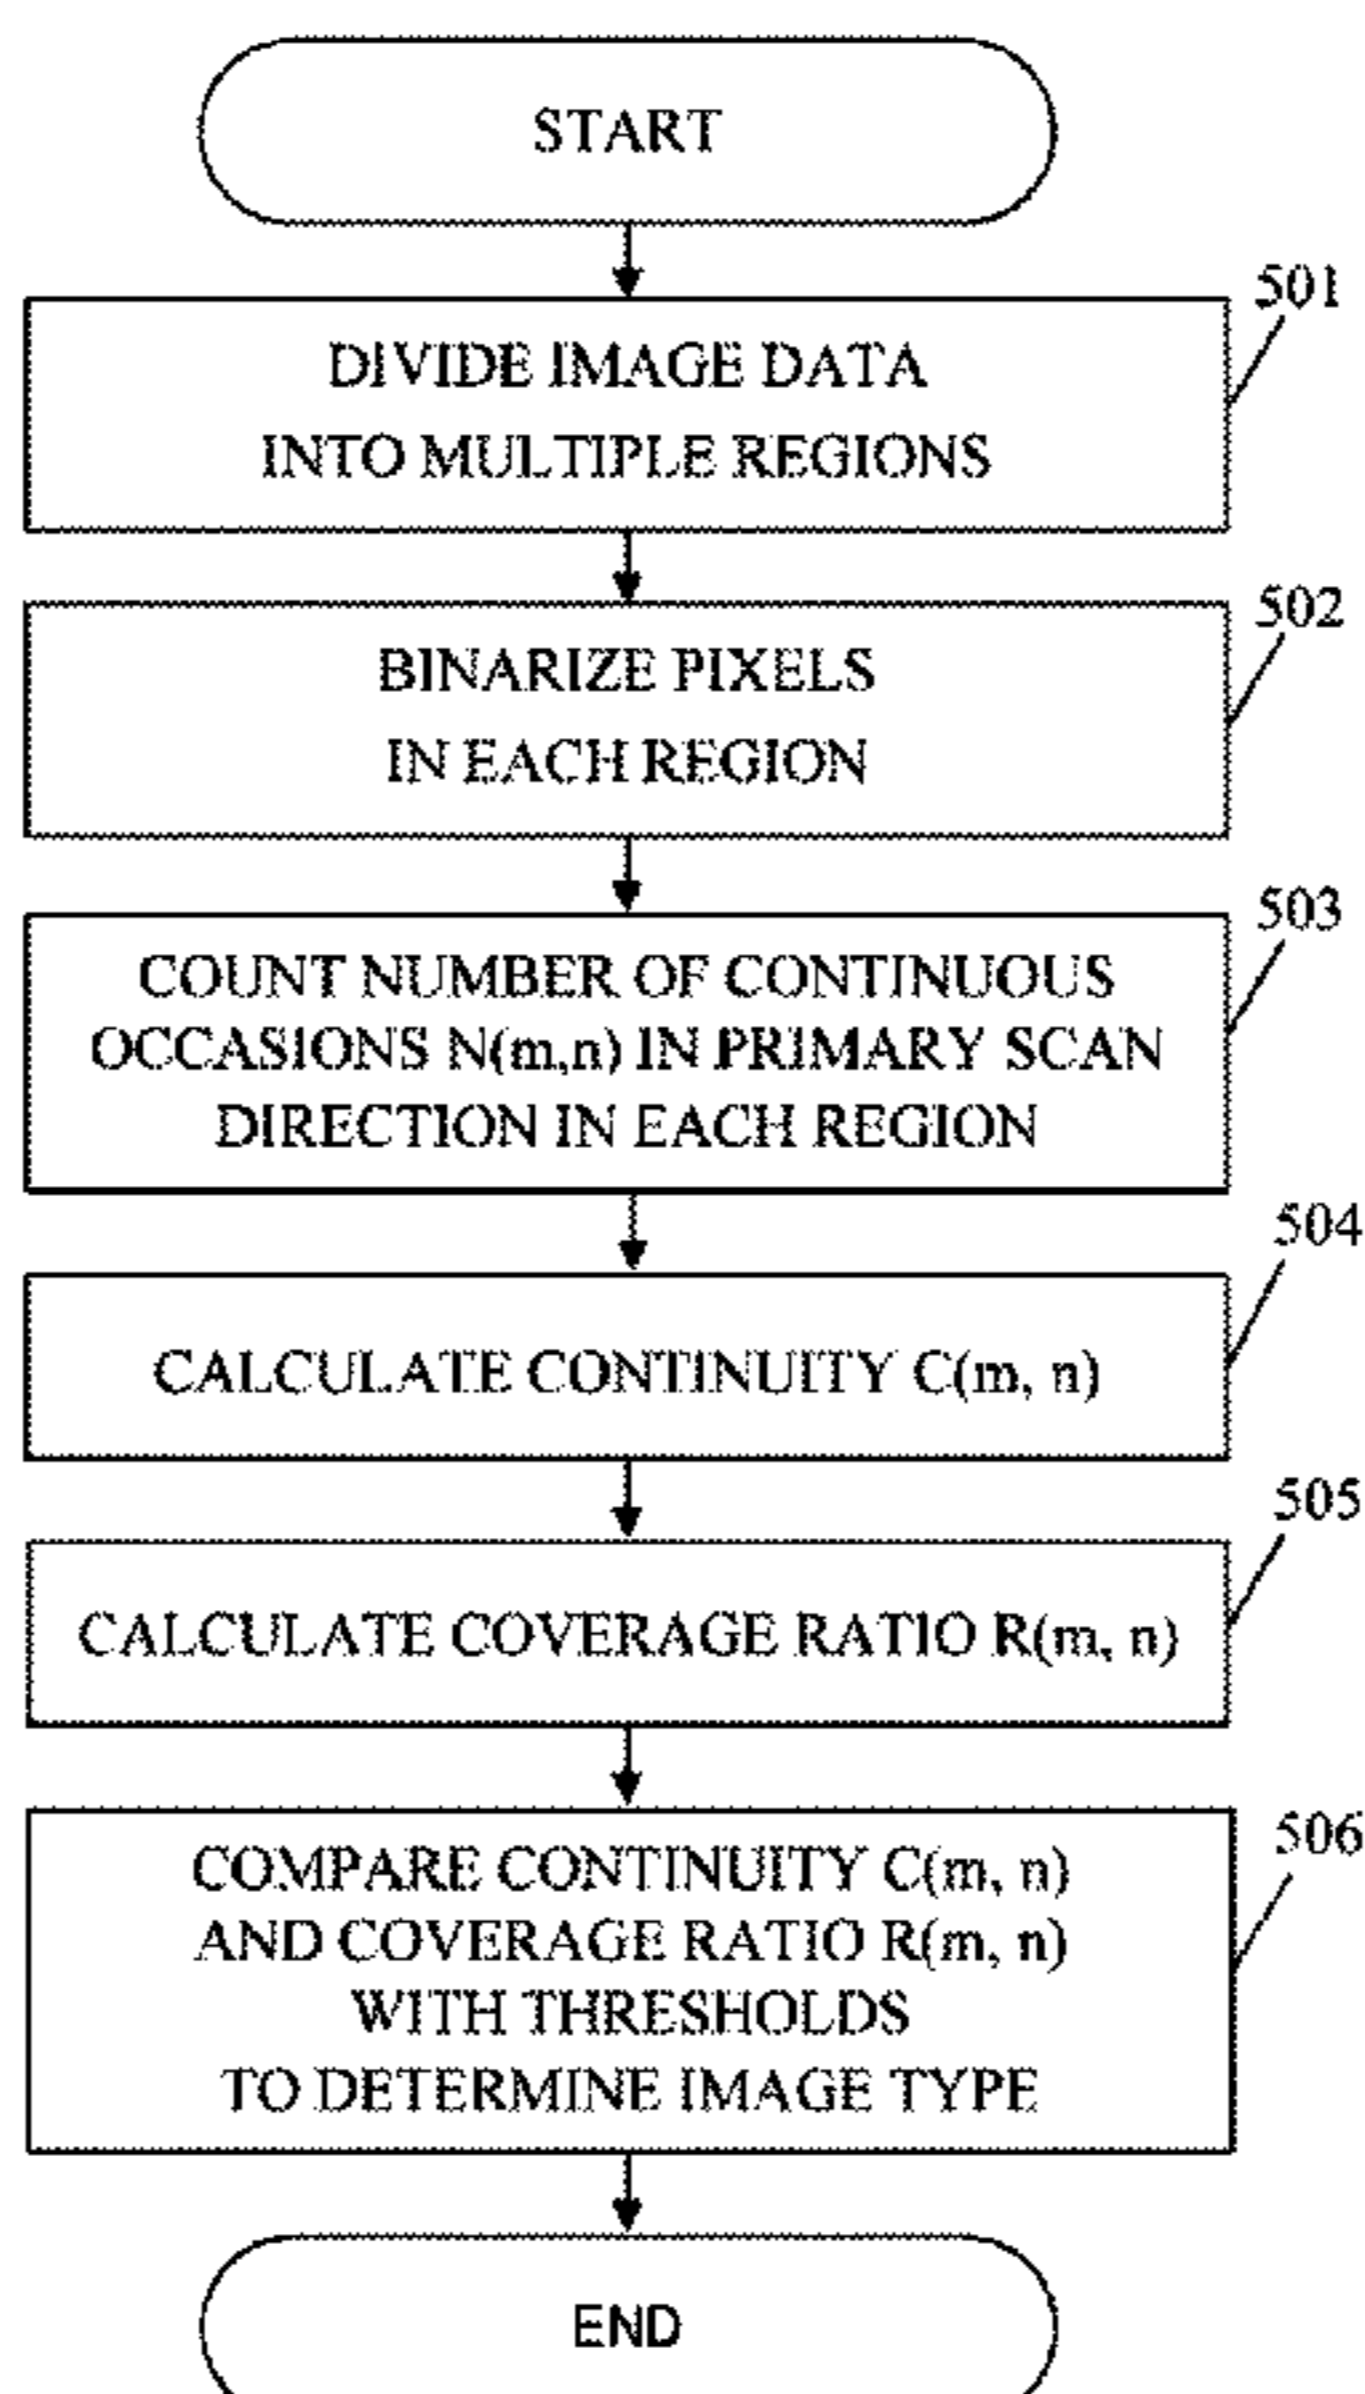 START
501
DIVIDE IMAGE DATA
INTO MULTIPLE REGIONS
502
BINARIZE PIXELS
IN EACH REGION
503
COUNT NUMBER OF CONTINUOUS
OCCASIONS N(m,n) IN PRIMARY SCAN
DIRECTION IN EACH REGION
504
CALCULATE CONTINUITY C(m, n)
505
CALCULATE COVERAGE RATIO R(m, n)
506
COMPARE CONTINUITY C(m, n)
AND COVERAGE RATIO R(m, n)
WITH THRESHOLDS
TO DETERMINE IMAGE TYPE
END